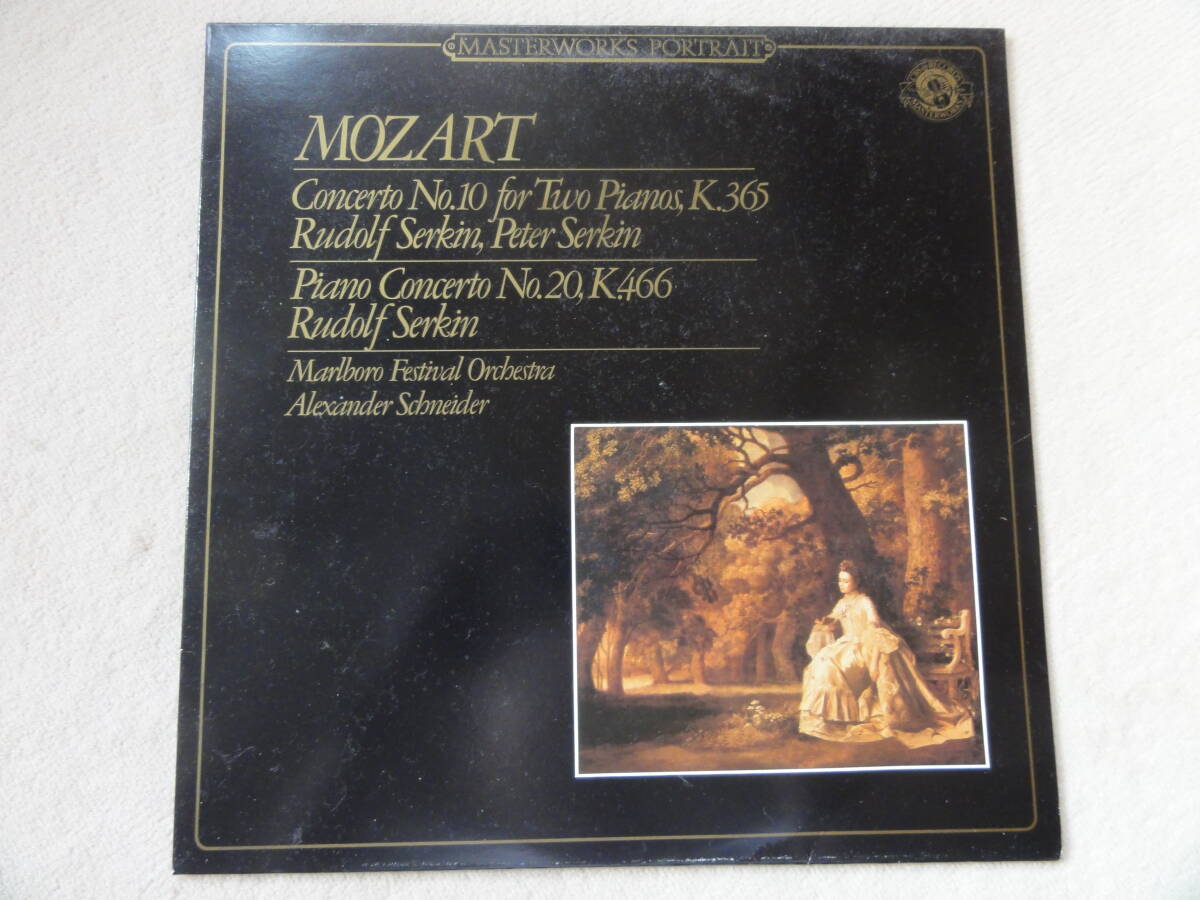 MASTERWORKS PORTRAIT
MOZART
Concerto No.10 for Two Pianos, K.365
Rudolf Serkin, Peter Serkin
Piano Concerto No.20, K.466
Rudolf Serkin
Marlboro Festival Orchestra
Alexander Schneider
MASTERWORKS